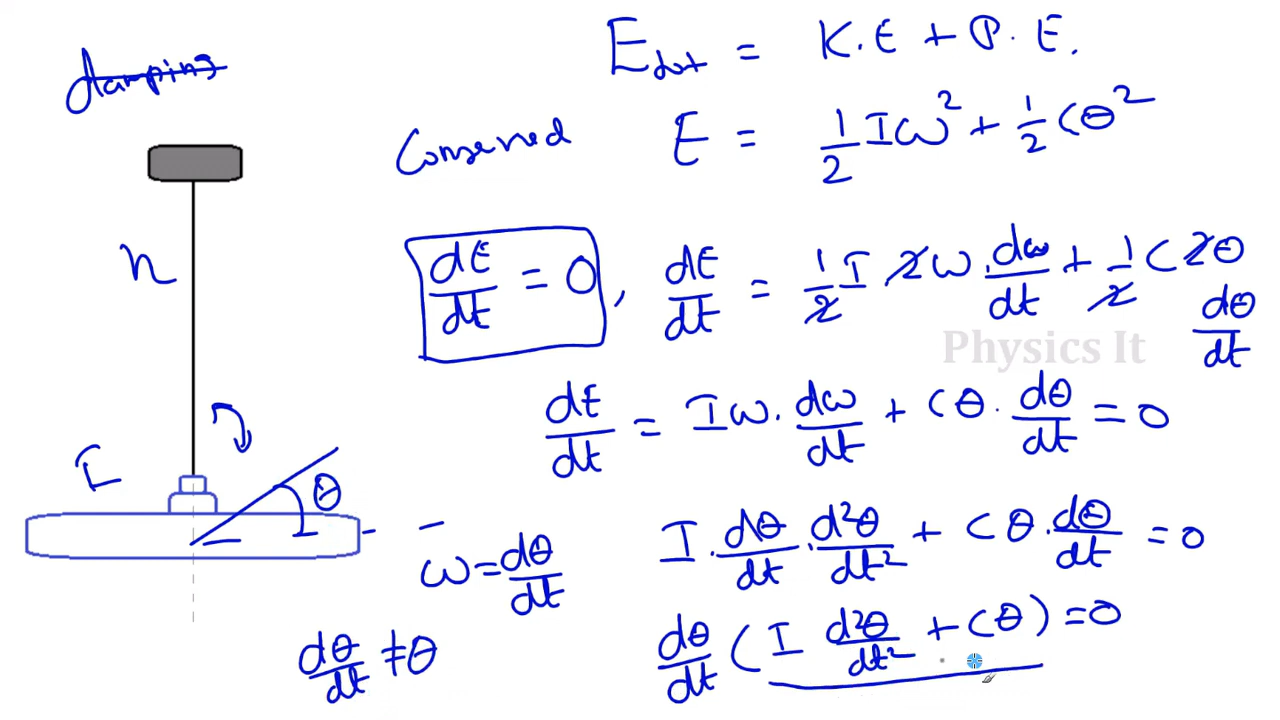 damping
E_tot = K.E + P.E.
Conserved E = 1/2 Iω² + 1/2 Cθ²
η
dE/dt = 0, dE/dt = 1/2 I 2ω . dω/dt + 1/2 C 2θ dθ/dt
Physics It
dE/dt = Iω . dω/dt + Cθ . dθ/dt = 0
I
θ
I . dθ/dt . d²θ/dt² + Cθ . dθ/dt = 0
ω = dθ/dt
dθ/dt ≠ θ
dθ/dt (I d²θ/dt² + Cθ) = 0